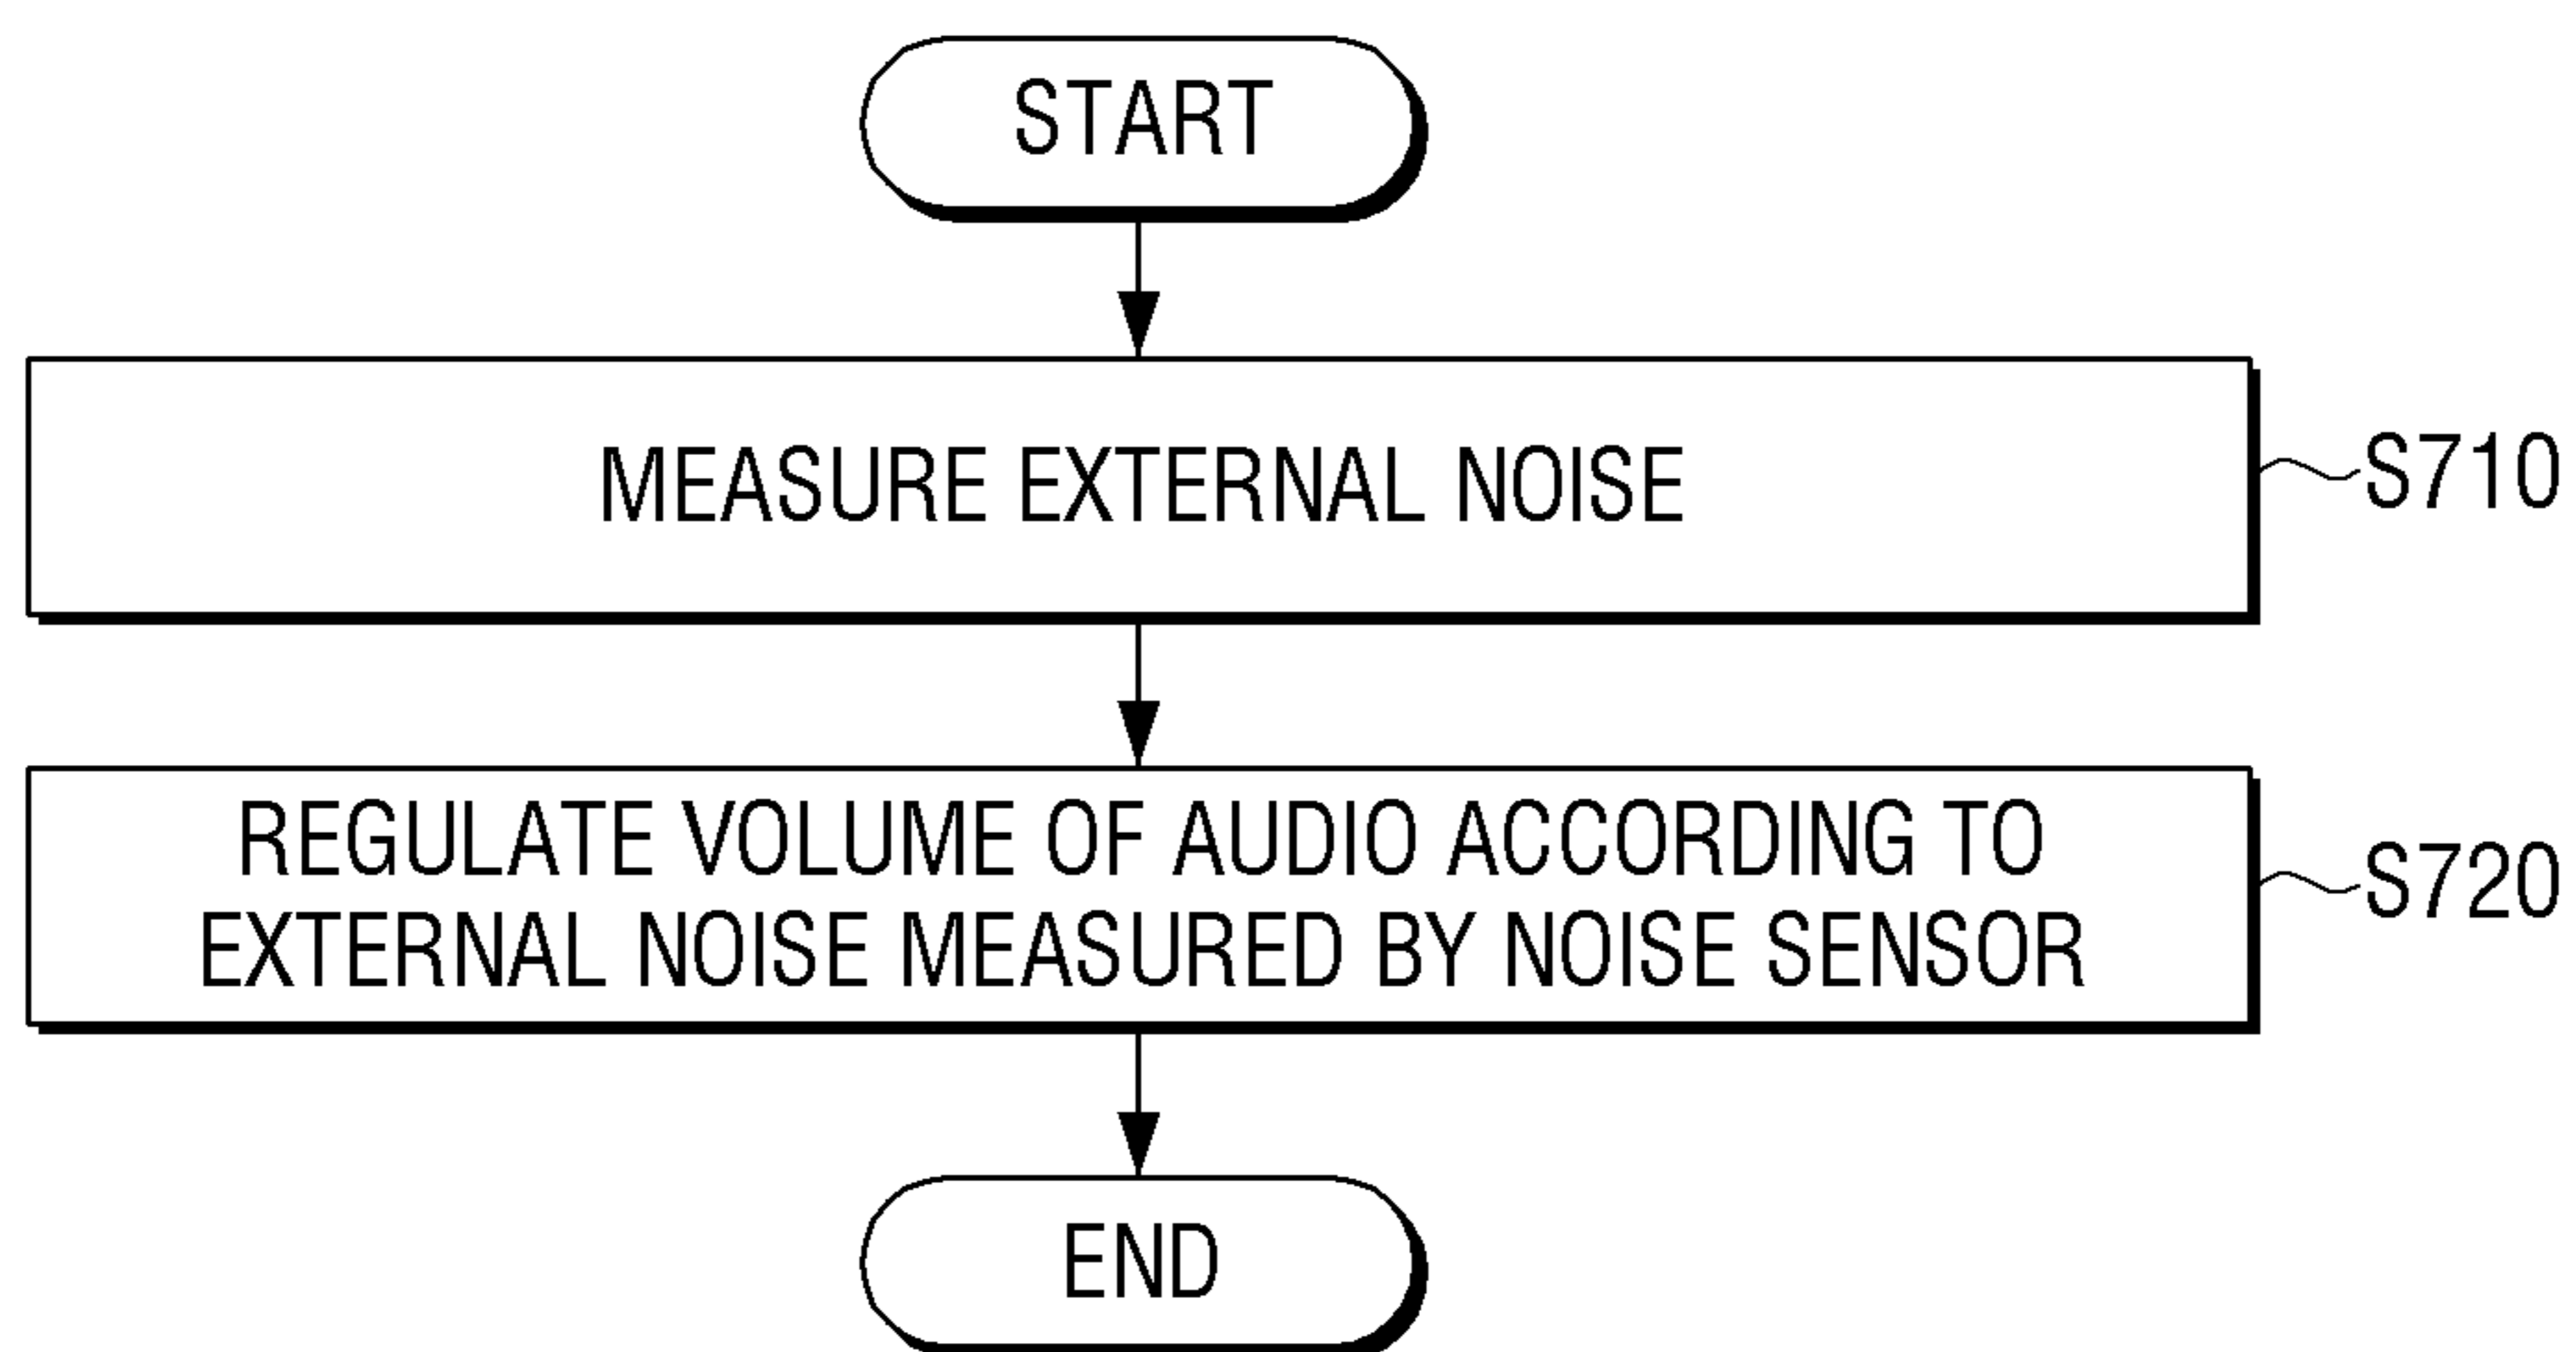 START
MEASURE EXTERNAL NOISE
S710
REGULATE VOLUME OF AUDIO ACCORDING TO
EXTERNAL NOISE MEASURED BY NOISE SENSOR
S720
END